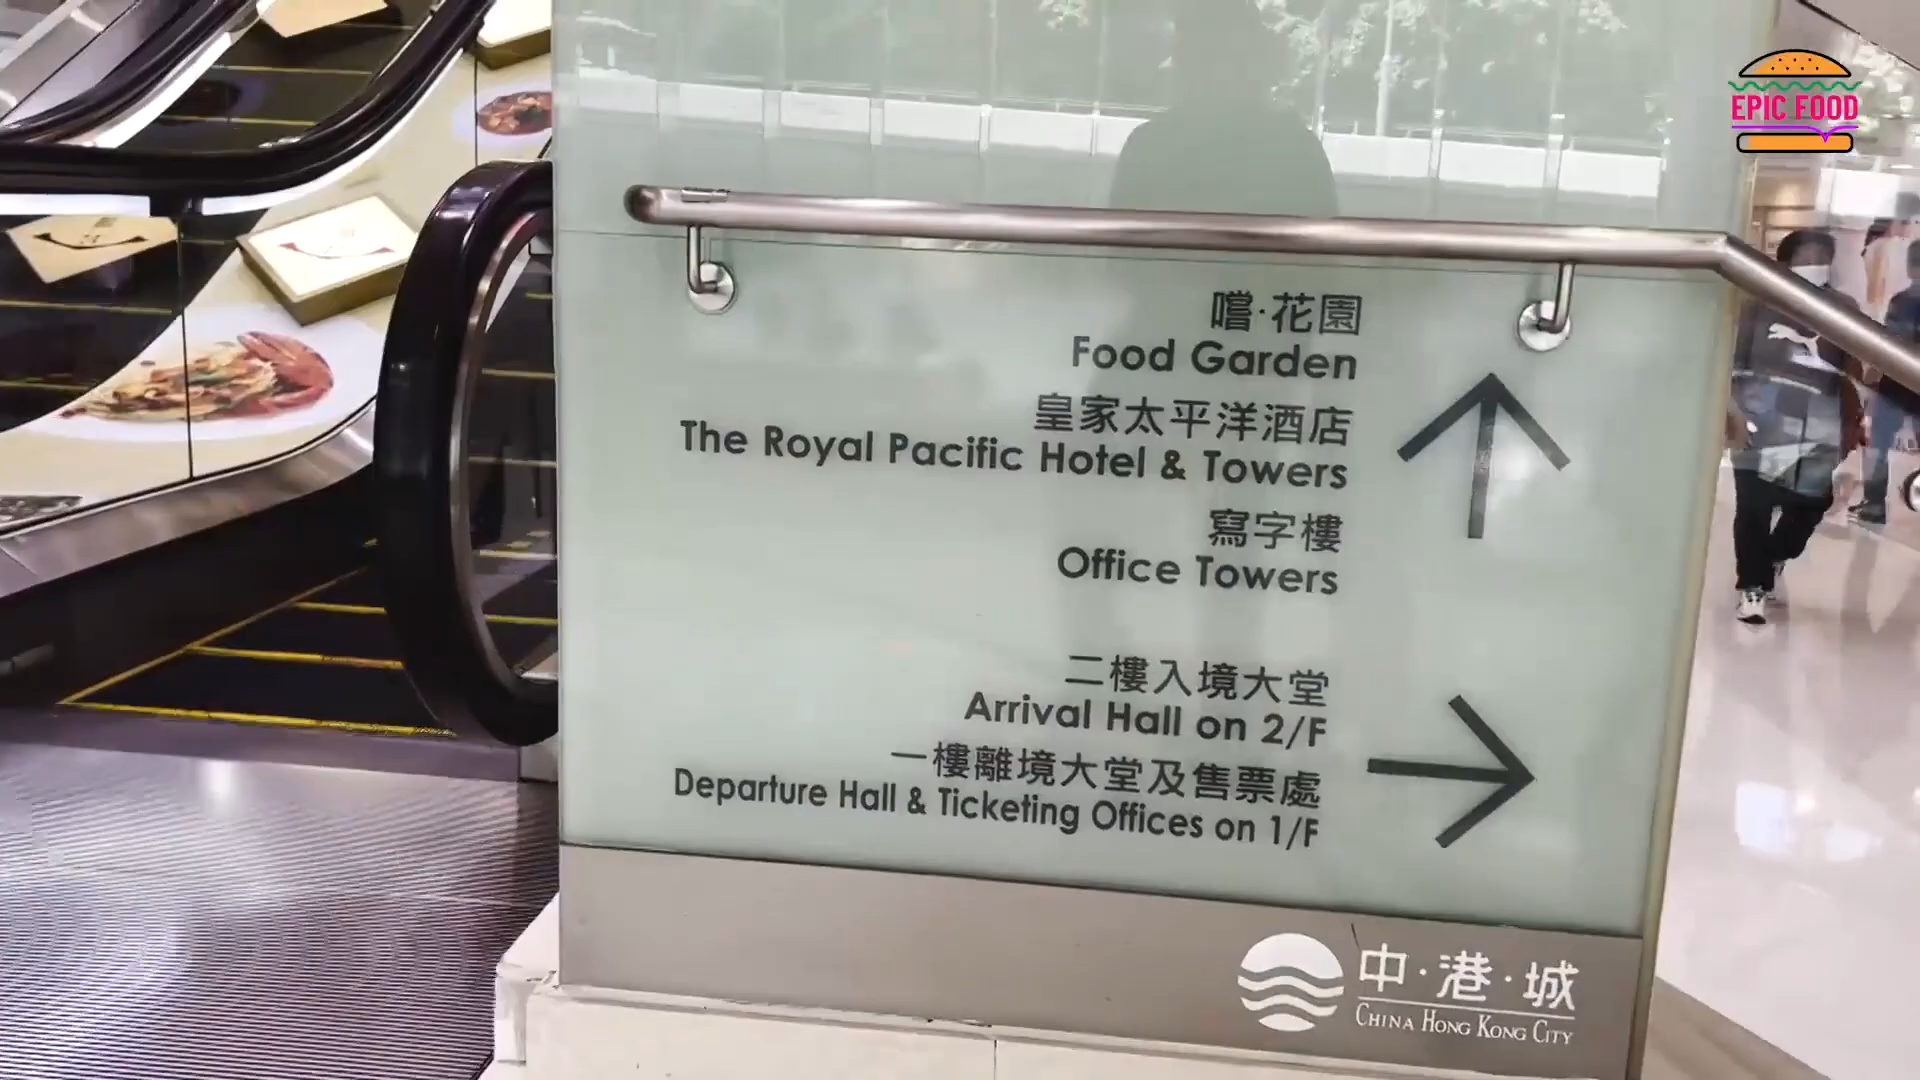 EPIC FOOD
嚐·花園
Food Garden
皇家太平洋酒店
The Royal Pacific Hotel & Towers
寫字樓
Office Towers
二樓入境大堂
Arrival Hall on 2/F
一樓離境大堂及售票處
Departure Hall & Ticketing Offices on 1/F
中·港·城
CHINA HONG KONG CITY